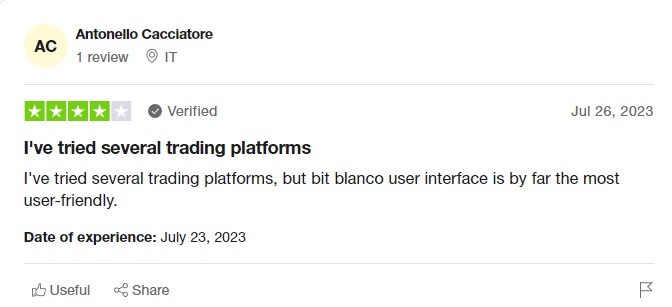 AC
Antonello Cacciatore
1 review IT
Verified
Jul 26, 2023
I've tried several trading platforms
I've tried several trading platforms, but bit blanco user interface is by far the most
user-friendly.
Date of experience: July 23, 2023
Useful Share